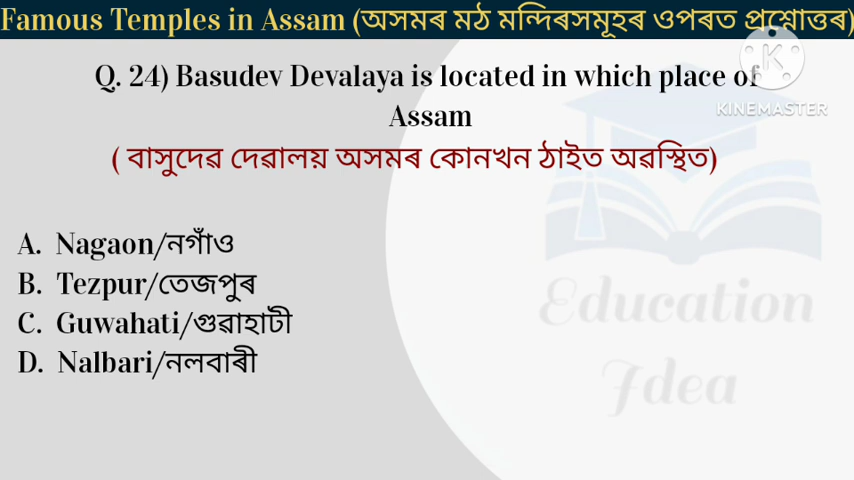 Famous Temples in Assam (অসমৰ মঠ মন্দিৰসমূহৰ ওপৰত প্ৰশ্নোত্তৰ)
Q. 24) Basudev Devalaya is located in which place of
Assam
( বাসুদেৱ দেৱালয় অসমৰ কোনখন ঠাইত অৱস্থিত)
KINEMASTER
A. Nagaon/নগাঁও
B. Tezpur/তেজপুৰ
C. Guwahati/গুৱাহাটী
D. Nalbari/নলবাৰী
Education
Idea